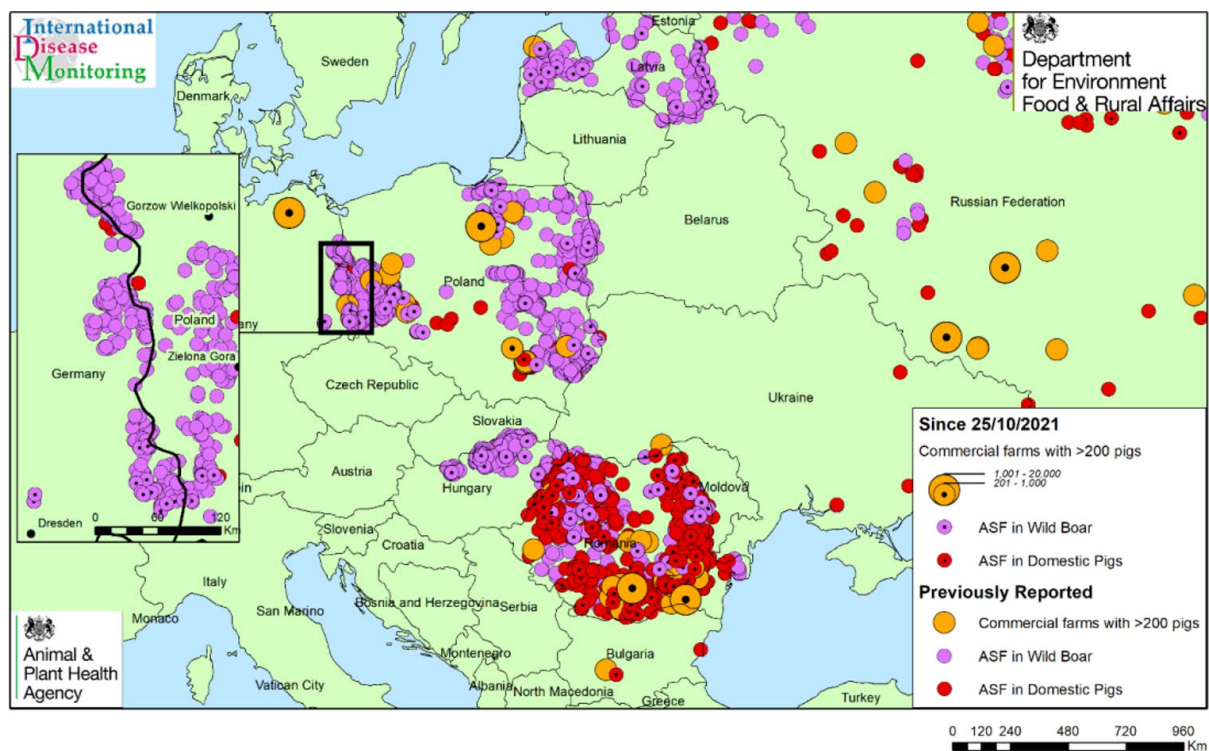 International
Disease
Monitoring
Department
for Environment
Food & Rural Affairs
Estonia
Sweden
Latvia
Denmark
Lithuania
Gorzow Wielkopolski
Russian Federation
Belarus
Poland
Poland
any
Zielona Gora
Germany
Czech Republic
Ukraine
Slovakia
Austria
Hungary
Moldova
ein
Dresden
0 60 120
Km
Slovenia
Croatia
Romania
Italy
Bosnia and Herzegovina
Serbia
San Marino
Monaco
Montenegro
Bulgaria
Vatican City
Albania
North Macedonia
Greece
Turkey
Since 25/10/2021
Commercial farms with >200 pigs
1,001 - 20,000
201 - 1,000
ASF in Wild Boar
ASF in Domestic Pigs
Previously Reported
Commercial farms with >200 pigs
ASF in Wild Boar
ASF in Domestic Pigs
Animal &
Plant Health
Agency
0 120 240 480 720 960
Km